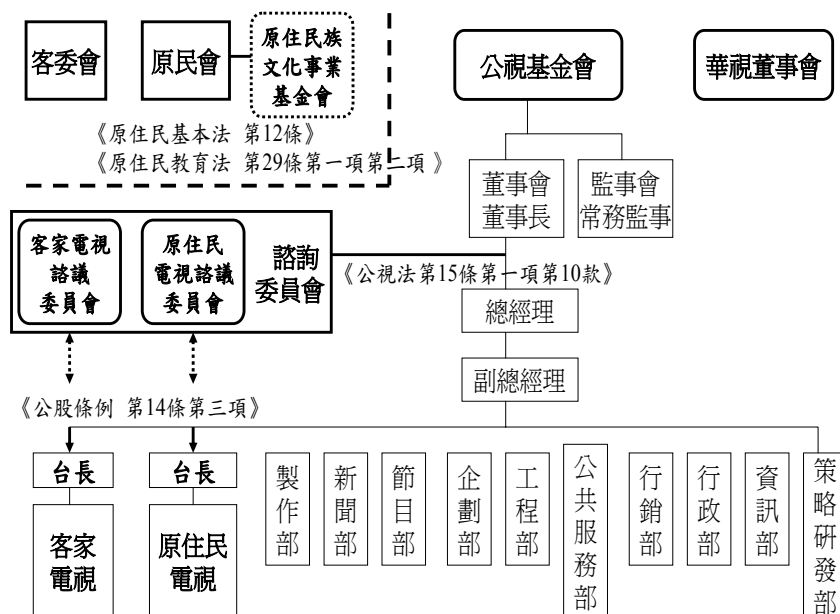 客委會
原民會
原住民族
文化事業
基金會
公視基金會
華視董事會
《原住民基本法 第12條》
《原住民教育法 第29條第一項第二項 》
董事會
董事長
監事會
常務監事
客家電視
諮議
委員會
原住民
電視諮議
委員會
諮詢
委員會
《公視法第15條第一項第10款》
總經理
副總經理
《公股條例 第14條第三項》
台長
台長
客家
電視
原住民
電視
製作部
新聞部
節目部
企劃部
工程部
公共服務部
行銷部
行政部
資訊部
策略研發部